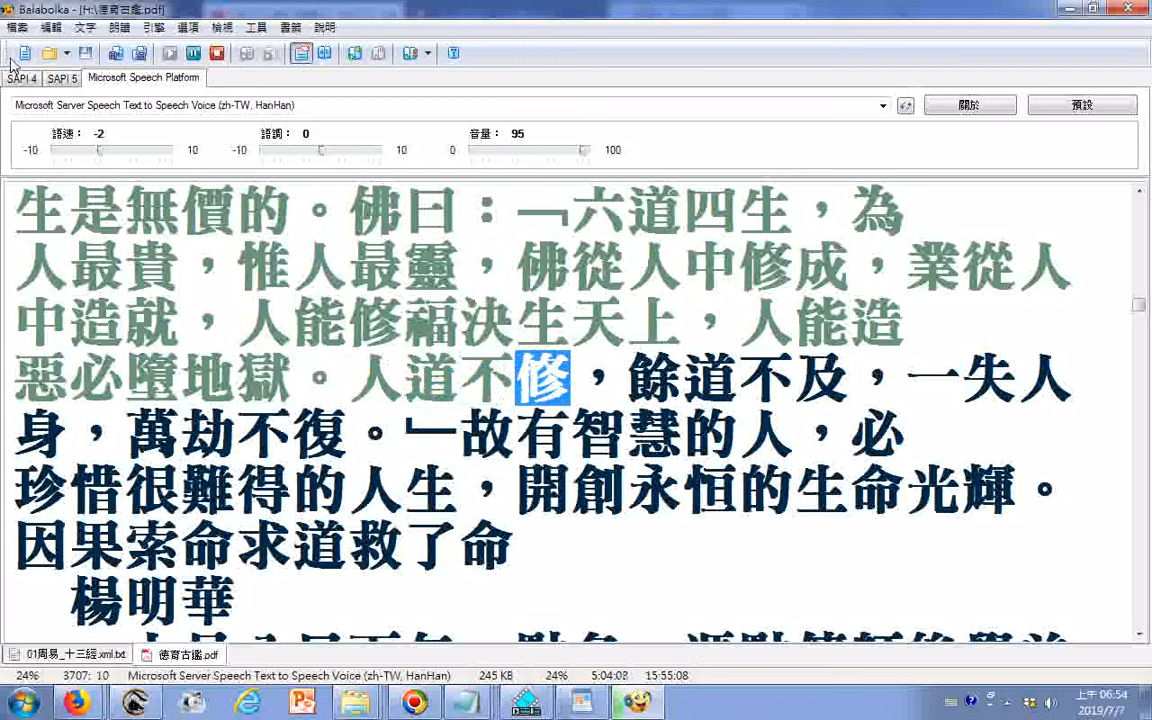 Balabolka - [H:\德育古鑑.pdf]
檔案 編輯 文字 朗讀 引擎 選項 檢視 工具 書籤 說明
SAPI 4 SAPI 5 Microsoft Speech Platform
Microsoft Server Speech Text to Speech Voice (zh-TW, HanHan) 關於 預設
語速： -2 語調： 0 音量： 95
-10 10 -10 10 0 100
生是無價的。佛曰：﹁六道四生，為
人最貴，惟人最靈，佛從人中修成，業從人
中造就，人能修福決生天上，人能造
惡必墮地獄。人道不修，餘道不及，一失人
身，萬劫不復。﹂故有智慧的人，必
珍惜很難得的人生，開創永恒的生命光輝。
因果索命求道救了命
楊明華
01周易_十三經.xml.txt 德育古鑑.pdf
24% 3707: 10 Microsoft Server Speech Text to Speech Voice (zh-TW, HanHan) 245 KB 24% 5:04:08 15:55:08
上午 06:54
2019/7/7